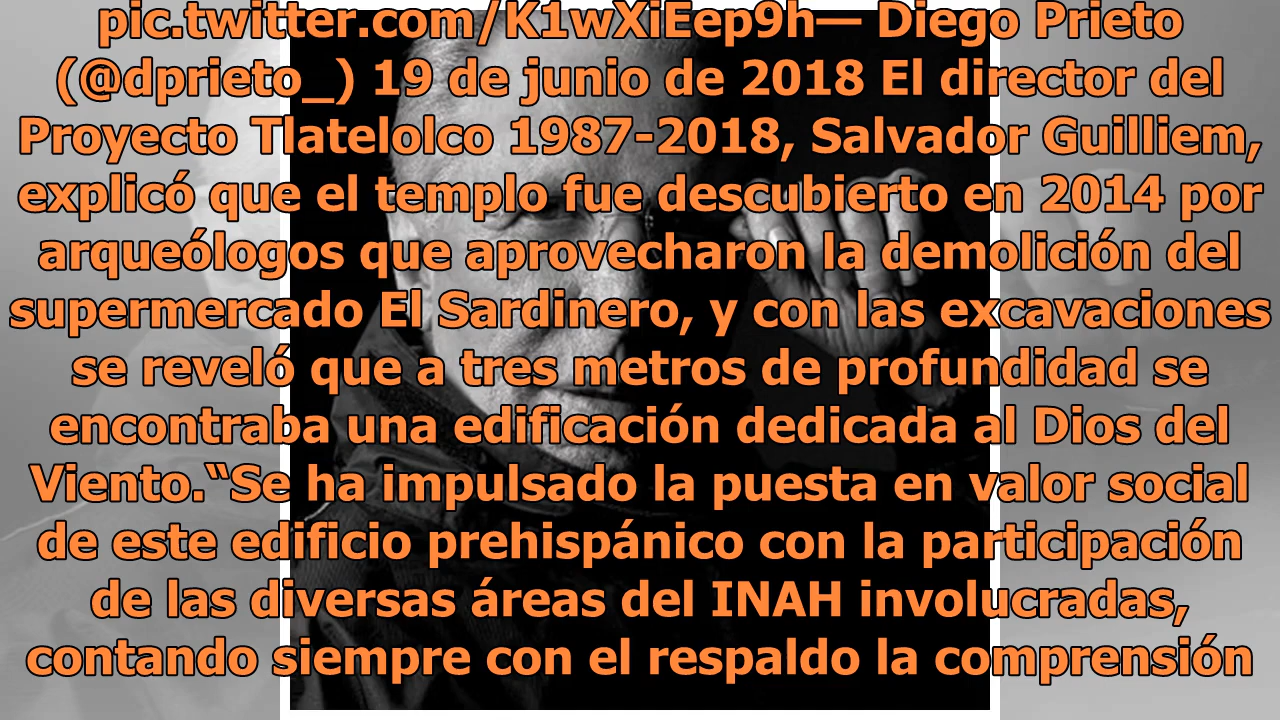 pic.twitter.com/K1wXiEep9h— Diego Prieto
(@dprieto_) 19 de junio de 2018 El director del
Proyecto Tlatelolco 1987-2018, Salvador Guilliem,
explicó que el templo fue descubierto en 2014 por
arqueólogos que aprovecharon la demolición del
supermercado El Sardinero, y con las excavaciones
se reveló que a tres metros de profundidad se
encontraba una edificación dedicada al Dios del
Viento.“Se ha impulsado la puesta en valor social
de este edificio prehispánico con la participación
de las diversas áreas del INAH involucradas,
contando siempre con el respaldo la comprensión